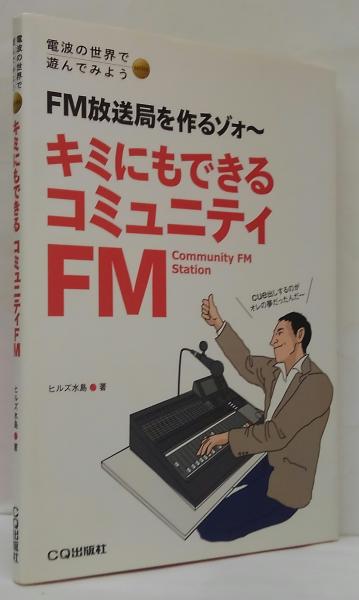 電波の世界で
遊んでみよう
FM放送局を作るゾォ～
キミにもできる
コミュニティ
FM
Community FM
Station
cue出しするのが
オレの夢だったんだー
ヒルズ水島●著
CQ出版社
電波の世界で
遊んでみよう
キミにもできる コミュニティFM
ヒルズ水島●著
CQ出版社